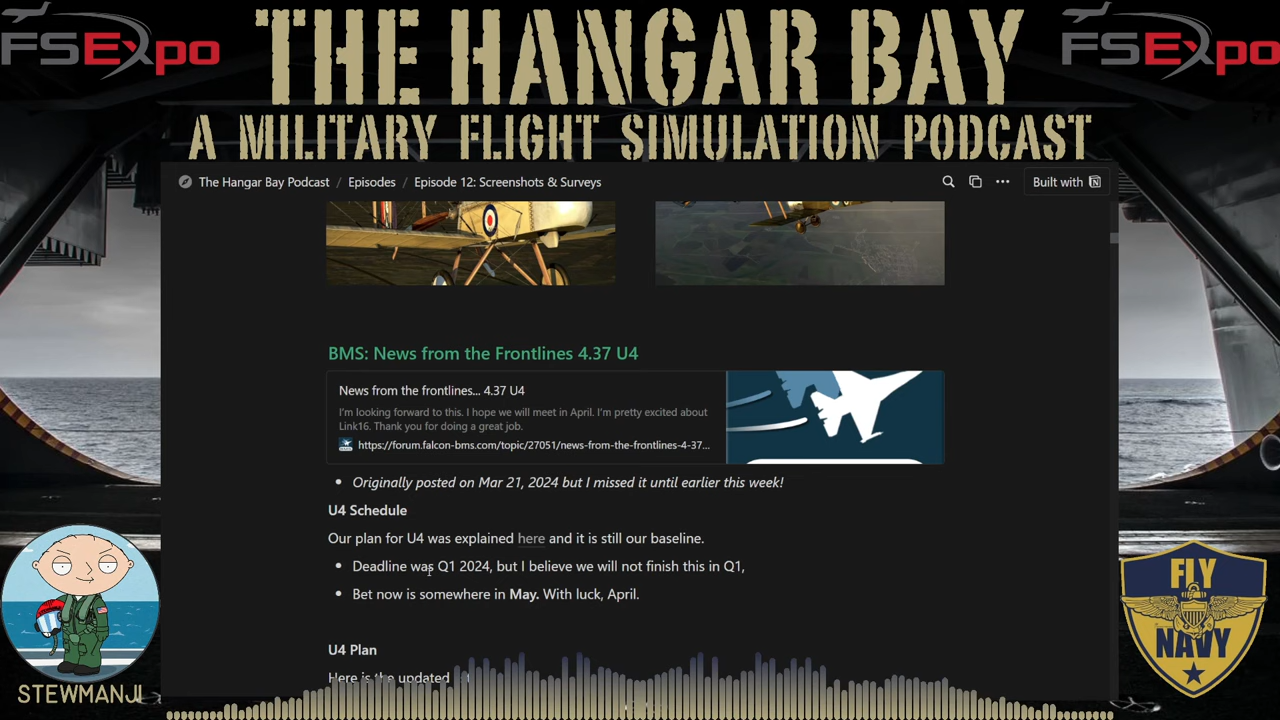 FSExpo
THE HANGAR BAY
FSExpo
A MILITARY FLIGHT SIMULATION PODCAST
The Hangar Bay Podcast / Episodes / Episode 12: Screenshots & Surveys
Built with
BMS: News from the Frontlines 4.37 U4
News from the frontlines... 4.37 U4
I'm looking forward to this. I hope we will meet in April. I'm pretty excited about
Link16. Thank you for doing a great job.
https://forum.falcon-bms.com/topic/27051/news-from-the-frontlines-4-37...
Originally posted on Mar 21, 2024 but I missed it until earlier this week!
U4 Schedule
Our plan for U4 was explained here and it is still our baseline.
Deadline was Q1 2024, but I believe we will not finish this in Q1,
Bet now is somewhere in May. With luck, April.
U4 Plan
Here is the updated
STEWMANJI
FLY
NAVY